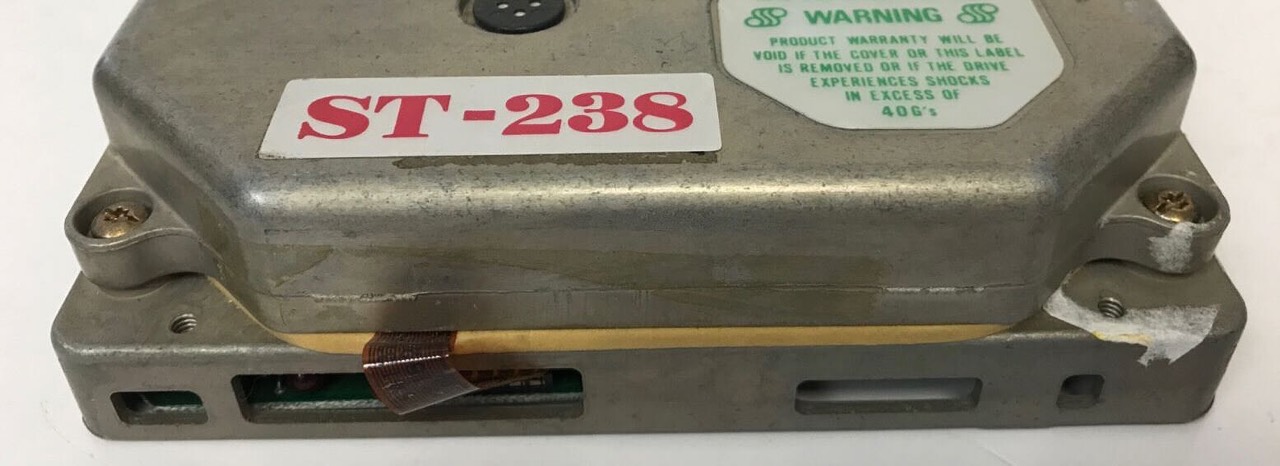 WARNING
PRODUCT WARRANTY WILL BE
VOID IF THE COVER OR THIS LABEL
IS REMOVED OR IF THE DRIVE
EXPERIENCES SHOCKS
IN EXCESS OF
40G's
ST-238